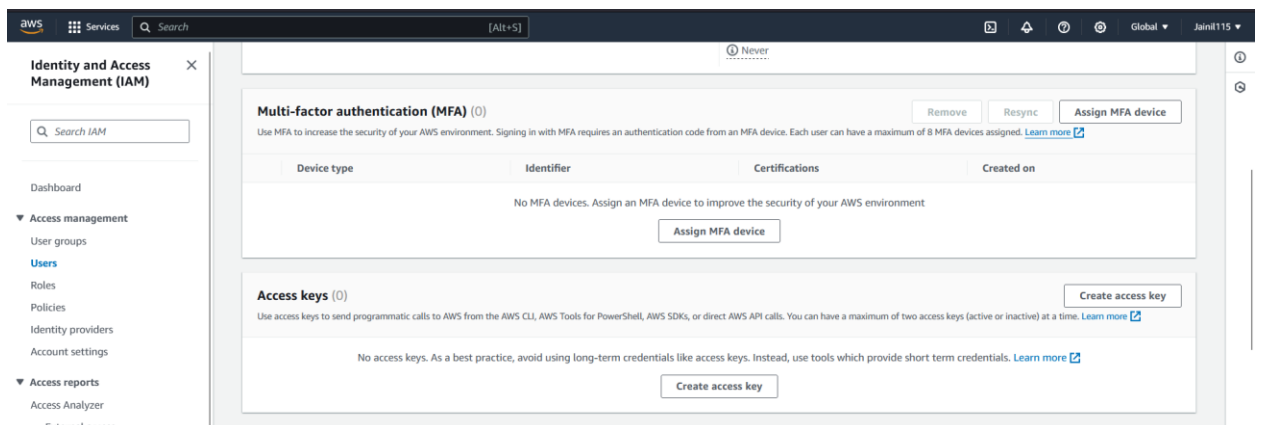 aws Services Search [Alt+S] Global Jainil115
Identity and Access
Management (IAM)
Search IAM
Dashboard
Access management
User groups
Users
Roles
Policies
Identity providers
Account settings
Access reports
Access Analyzer
Never
Multi-factor authentication (MFA) (0)
Remove Resync Assign MFA device
Use MFA to increase the security of your AWS environment. Signing in with MFA requires an authentication code from an MFA device. Each user can have a maximum of 8 MFA devices assigned. Learn more
Device type Identifier Certifications Created on
No MFA devices. Assign an MFA device to improve the security of your AWS environment
Assign MFA device
Access keys (0)
Create access key
Use access keys to send programmatic calls to AWS from the AWS CLI, AWS Tools for PowerShell, AWS SDKs, or direct AWS API calls. You can have a maximum of two access keys (active or inactive) at a time. Learn more
No access keys. As a best practice, avoid using long-term credentials like access keys. Instead, use tools which provide short term credentials. Learn more
Create access key